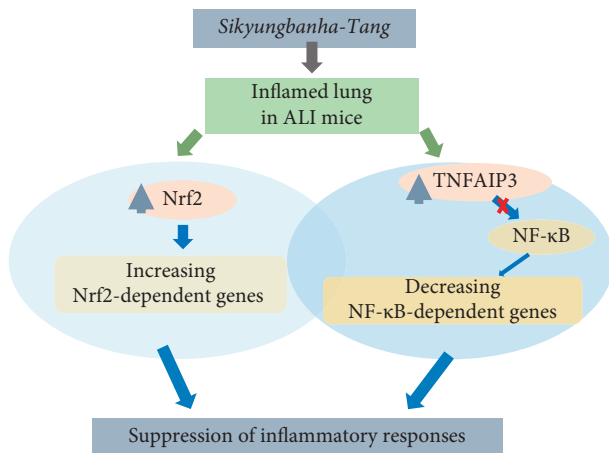 Sikyungbanha-Tang
Inflamed lung
in ALI mice
Nrf2
TNFAIP3
NF-κB
Increasing
Nrf2-dependent genes
Decreasing
NF-κB-dependent genes
Suppression of inflammatory responses